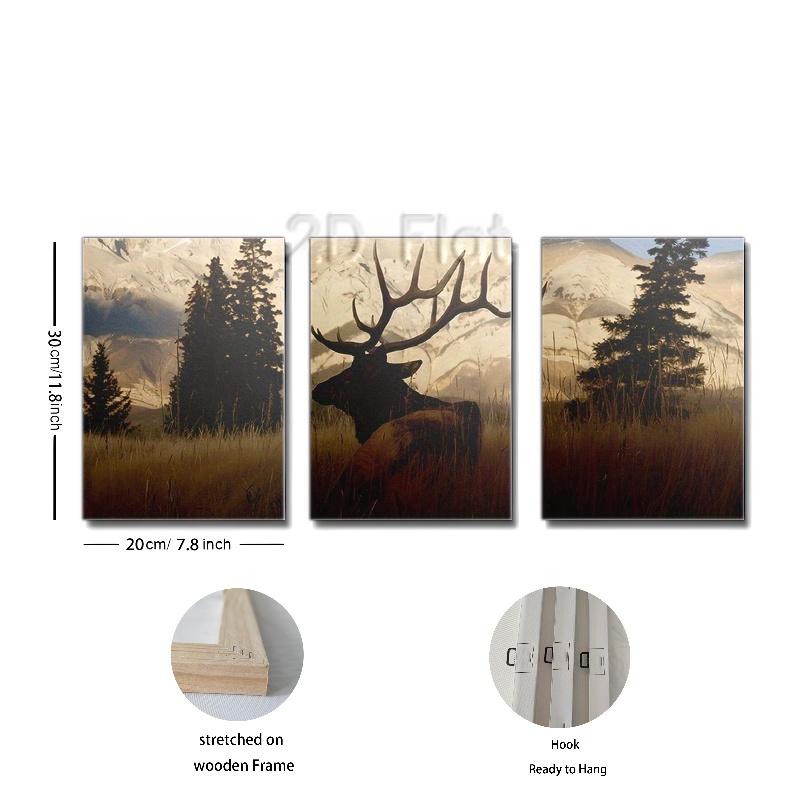 2D Flat
30cm/11.8inch
20cm/ 7.8 inch
stretched on
wooden Frame
Hook
Ready to Hang